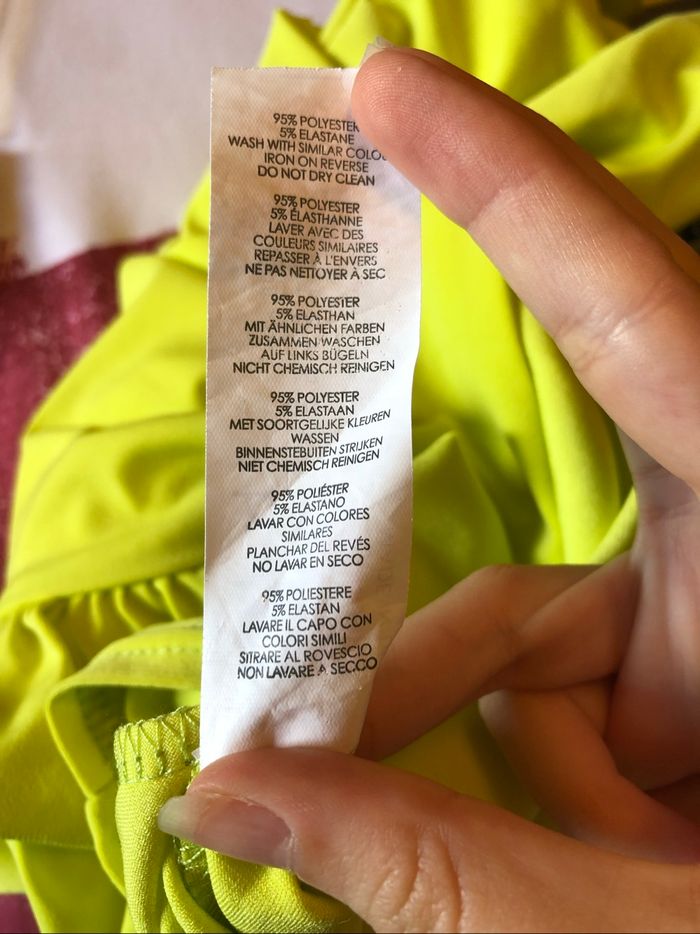 95% POLYESTER
5% ELASTANE
WASH WITH SIMILAR COLOU
IRON ON REVERSE
DO NOT DRY CLEAN
95% POLYESTER
5% ÉLASTHANNE
LAVER AVEC DES
COULEURS SIMILAIRES
REPASSER À L'ENVERS
NE PAS NETTOYER À SEC
95% POLYESTER
5% ELASTHAN
MIT ÄHNLICHEN FARBEN
ZUSAMMEN WASCHEN
AUF LINKS BÜGELN
NICHT CHEMISCH REINIGEN
95% POLYESTER
5% ELASTAAN
MET SOORTGELIJKE KLEUREN
WASSEN
BINNENSTEBUITEN STRIJKEN
NIET CHEMISCH REINIGEN
95% POLIÉSTER
5% ELASTANO
LAVAR CON COLORES
SIMILARES
PLANCHAR DEL REVÉS
NO LAVAR EN SECO
95% POLIESTERE
5% ELASTAN
LAVARE IL CAPO CON
COLORI SIMILI
STIRARE AL ROVESCIO
NON LAVARE A SECCO